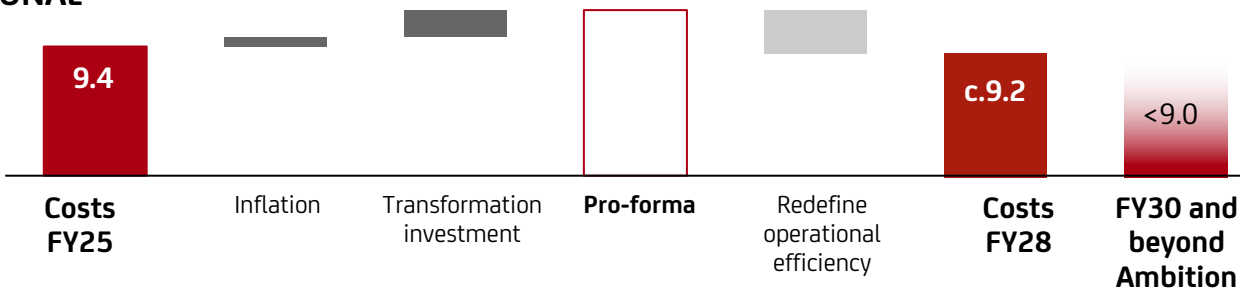 9.4
c.9.2
<9.0
Costs
FY25
Inflation
Transformation
investment
Pro-forma
Redefine
operational
efficiency
Costs
FY28
FY30 and
beyond
Ambition